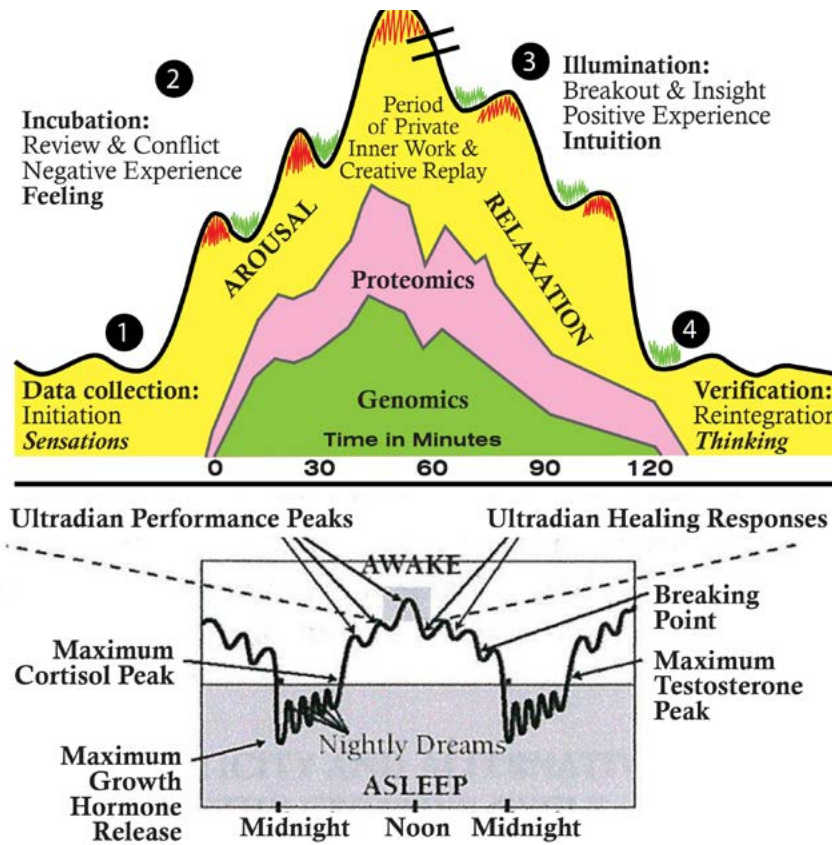 2
Incubation:
Review & Conflict
Negative Experience
Feeling
Period
of Private
Inner Work &
Creative Replay
3
Illumination:
Breakout & Insight
Positive Experience
Intuition
AROUSAL
RELAXATION
Proteomics
Genomics
1
Data collection:
Initiation
Sensations
4
Verification:
Reintegration
Thinking
Time in Minutes
0 30 60 90 120
Ultradian Performance Peaks
Ultradian Healing Responses
AWAKE
Breaking
Point
Maximum
Cortisol Peak
Maximum
Testosterone
Peak
Nightly Dreams
ASLEEP
Maximum
Growth
Hormone
Release
Midnight Noon Midnight